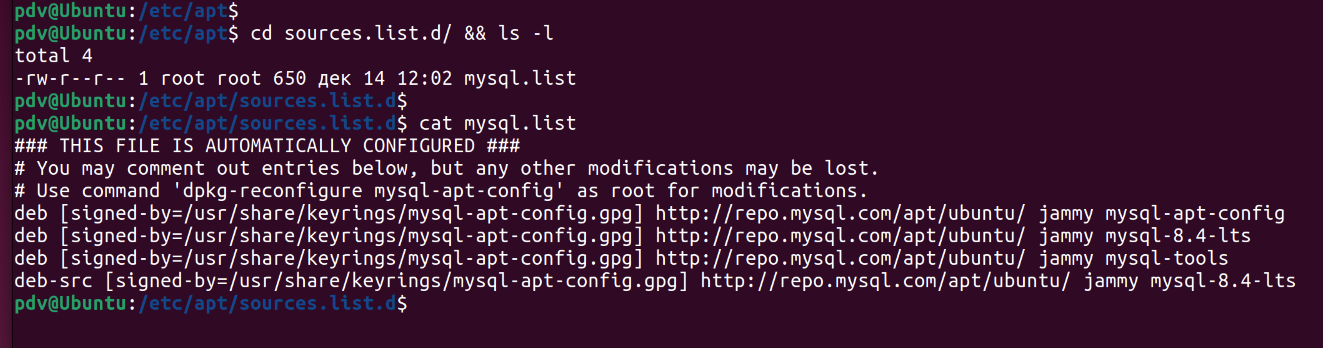 pdv@Ubuntu:/etc/apt$
pdv@Ubuntu:/etc/apt$ cd sources.list.d/ && ls -l
total 4
-rw-r--r-- 1 root root 650 дек 14 12:02 mysql.list
pdv@Ubuntu:/etc/apt/sources.list.d$
pdv@Ubuntu:/etc/apt/sources.list.d$ cat mysql.list
### THIS FILE IS AUTOMATICALLY CONFIGURED ###
# You may comment out entries below, but any other modifications may be lost.
# Use command 'dpkg-reconfigure mysql-apt-config' as root for modifications.
deb [signed-by=/usr/share/keyrings/mysql-apt-config.gpg] http://repo.mysql.com/apt/ubuntu/ jammy mysql-apt-config
deb [signed-by=/usr/share/keyrings/mysql-apt-config.gpg] http://repo.mysql.com/apt/ubuntu/ jammy mysql-8.4-lts
deb [signed-by=/usr/share/keyrings/mysql-apt-config.gpg] http://repo.mysql.com/apt/ubuntu/ jammy mysql-tools
deb-src [signed-by=/usr/share/keyrings/mysql-apt-config.gpg] http://repo.mysql.com/apt/ubuntu/ jammy mysql-8.4-lts
pdv@Ubuntu:/etc/apt/sources.list.d$